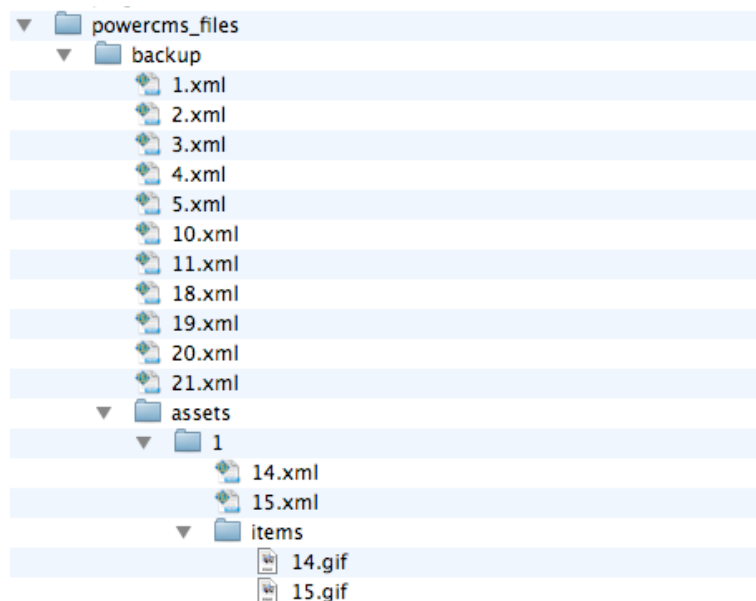 powercms_files
backup
1.xml
2.xml
3.xml
4.xml
5.xml
10.xml
11.xml
18.xml
19.xml
20.xml
21.xml
assets
1
14.xml
15.xml
items
14.gif
15.gif